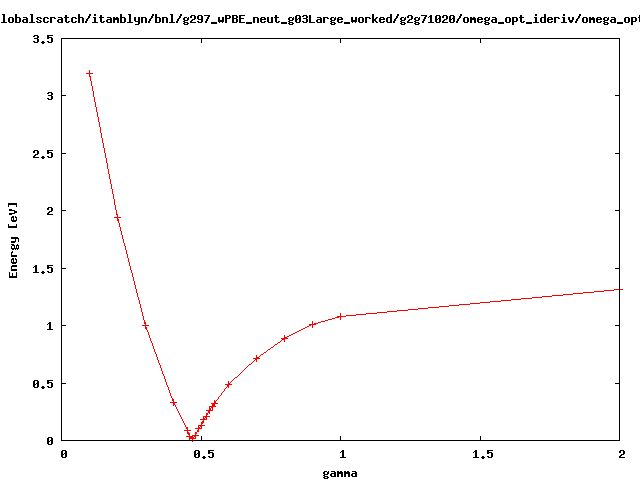 lobalscratch/itamblyn/bnl/g297_wPBE_neut_g03Large_worked/g2g71020/omega_opt_ideriv/omega_opt
3.5
3
2.5
2
1.5
1
0.5
0
Energy [eV]
0 0.5 1 1.5 2
gamma